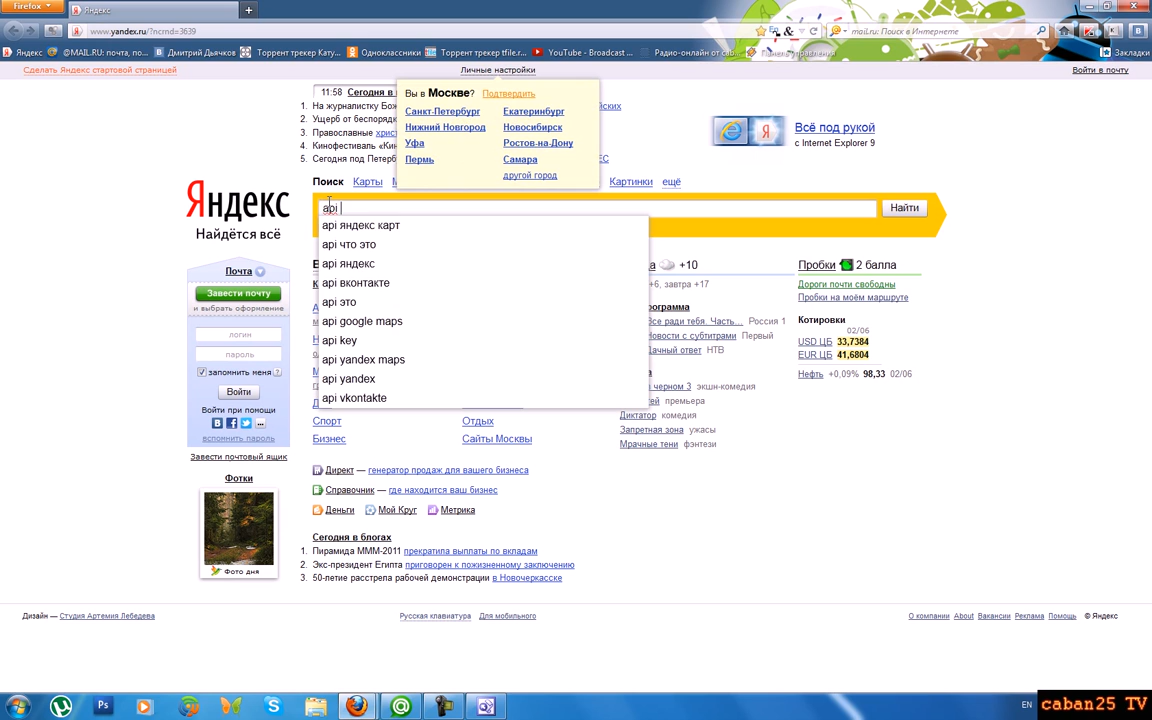 Firefox
Яндекс
www.yandex.ru/?ncrnd=3639
mail.ru: Поиск в Интернете
Яндекс @MAIL.RU: почта, по... Дмитрий Дьячков Торрент трекер Кату... Одноклассники Торрент трекер tfile.r... YouTube - Broadcast ... Радио-онлайн от cab... Панель управления Закладки
Сделать Яндекс стартовой страницей
Личные настройки
Войти в почту
11:58 Сегодня в
1. На журналистку
2. Ущерб от
3. Православные
4. Кинофестиваль
5. Сегодня под
Вы в Москве? Подтвердить
Санкт-Петербург Екатеринбург
Нижний Новгород Новосибирск
Уфа Ростов-на-Дону
Пермь Самара
другой город
Всё под рукой
с Internet Explorer 9
Поиск Карты Картинки ещё
Яндекс
Найдётся всё
api
Найти
api яндекс карт
api что это
api яндекс
api вконтакте
api это
api google maps
api key
api yandex maps
api yandex
api vkontakte
Почта
Завести почту
и выбрать оформление
логин
пароль
запомнить меня ?
Войти
Войти при помощи
вспомнить пароль
Завести почтовый ящик
Фотки
Фото дня
+10
+6, завтра +17
Все ради тебя. Часть... Россия 1
Новости с субтитрами Первый
НТВ
экшн-комедия
премьера
Диктатор комедия
Запретная зона ужасы
Мрачные тени фэнтези
Пробки 2 балла
Дороги почти свободны
Пробки на моём маршруте
Котировки
02/06
USD ЦБ 33,7384
EUR ЦБ 41,6804
Нефть +0,09% 98,33 02/06
Спорт Отдых
Бизнес Сайты Москвы
Директ — генератор продаж для вашего бизнеса
Справочник — где находится ваш бизнес
Деньги Мой Круг Метрика
Сегодня в блогах
1. Пирамида МММ-2011 прекратила выплаты по вкладам
2. Экс-президент Египта приговорен к пожизненному заключению
3. 50-летие расстрела рабочей демонстрации в Новочеркасске
Дизайн — Студия Артемия Лебедева
Русская клавиатура Для мобильного
О компании About Вакансии Реклама Помощь © Яндекс
EN
caban25 TV